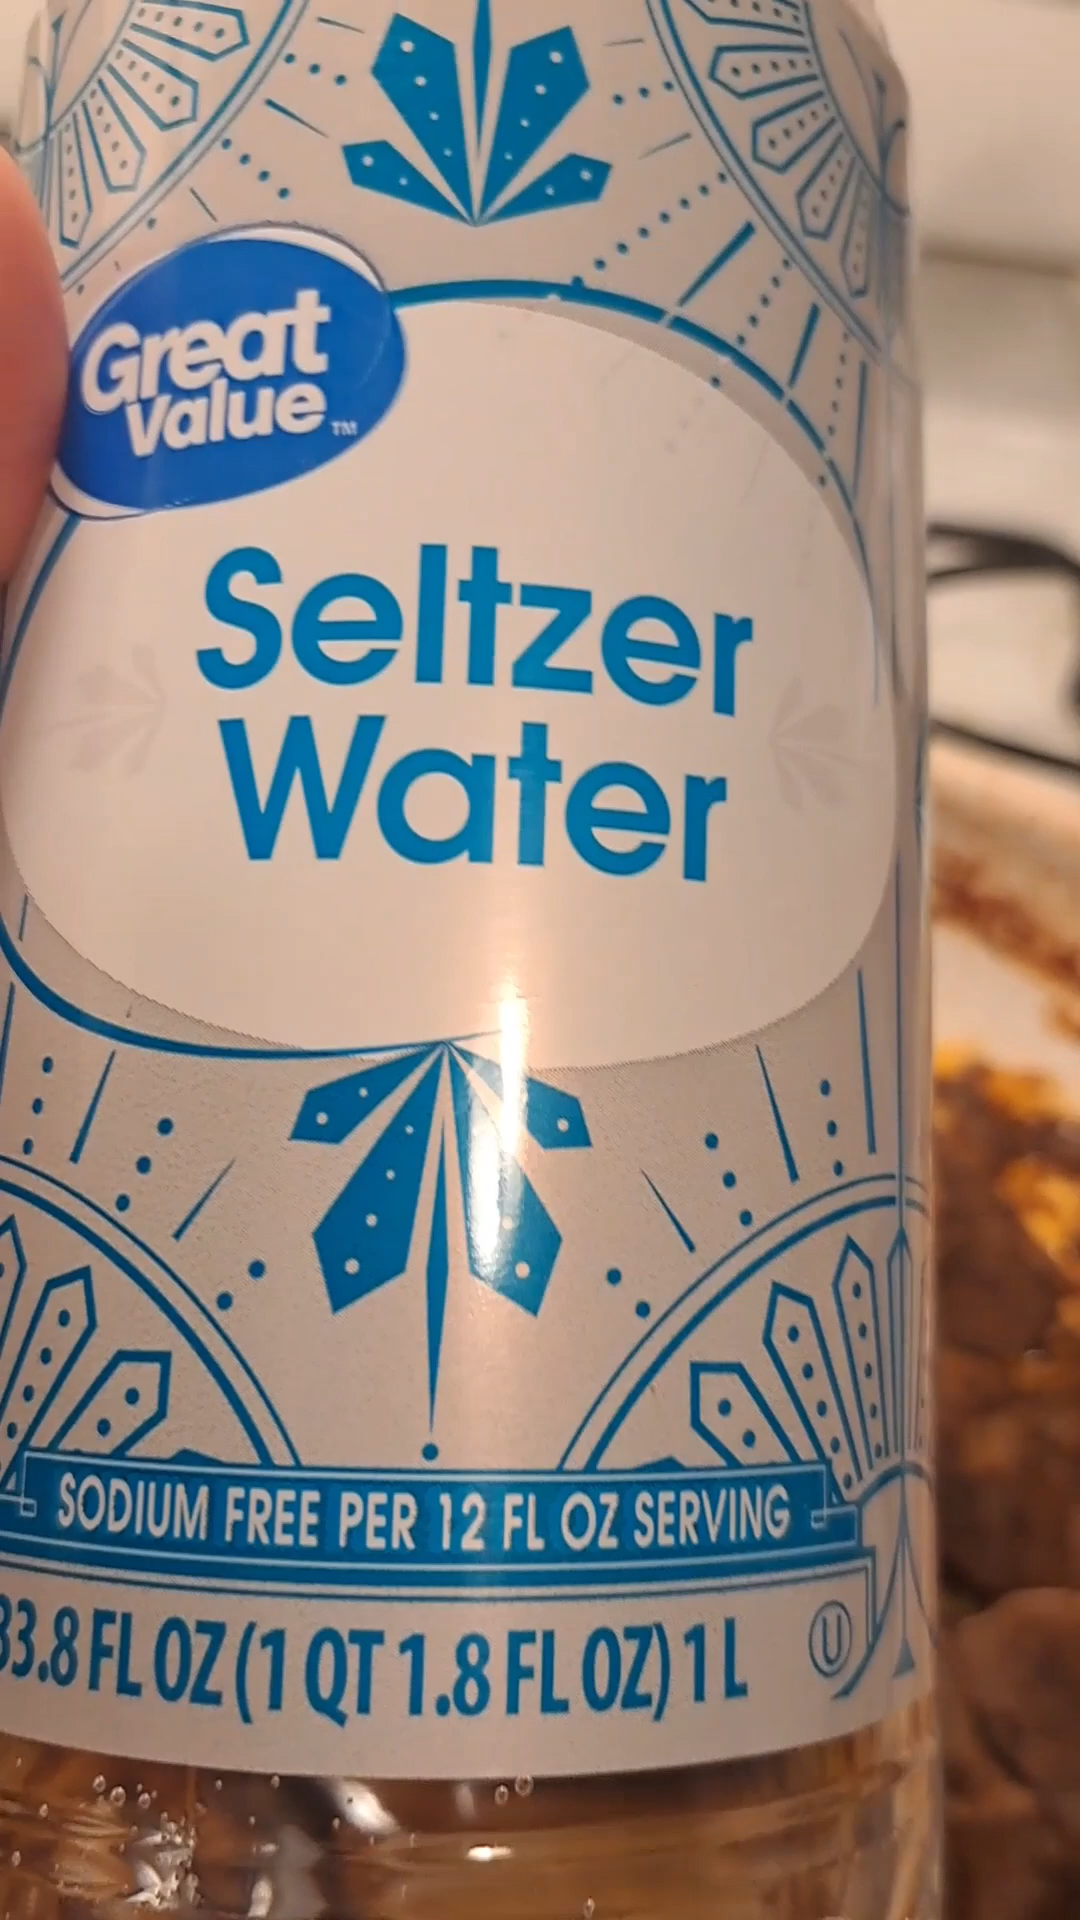 Great
Value™
Seltzer
Water
SODIUM FREE PER 12 FL OZ SERVING
33.8 FL OZ (1 QT 1.8 FL OZ) 1 L
U